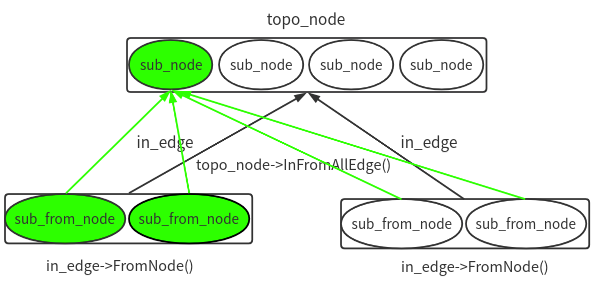 topo_node
sub_node sub_node sub_node sub_node
in_edge in_edge
topo_node->InFromAllEdge()
sub_from_node sub_from_node sub_from_node sub_from_node
in_edge->FromNode() in_edge->FromNode()